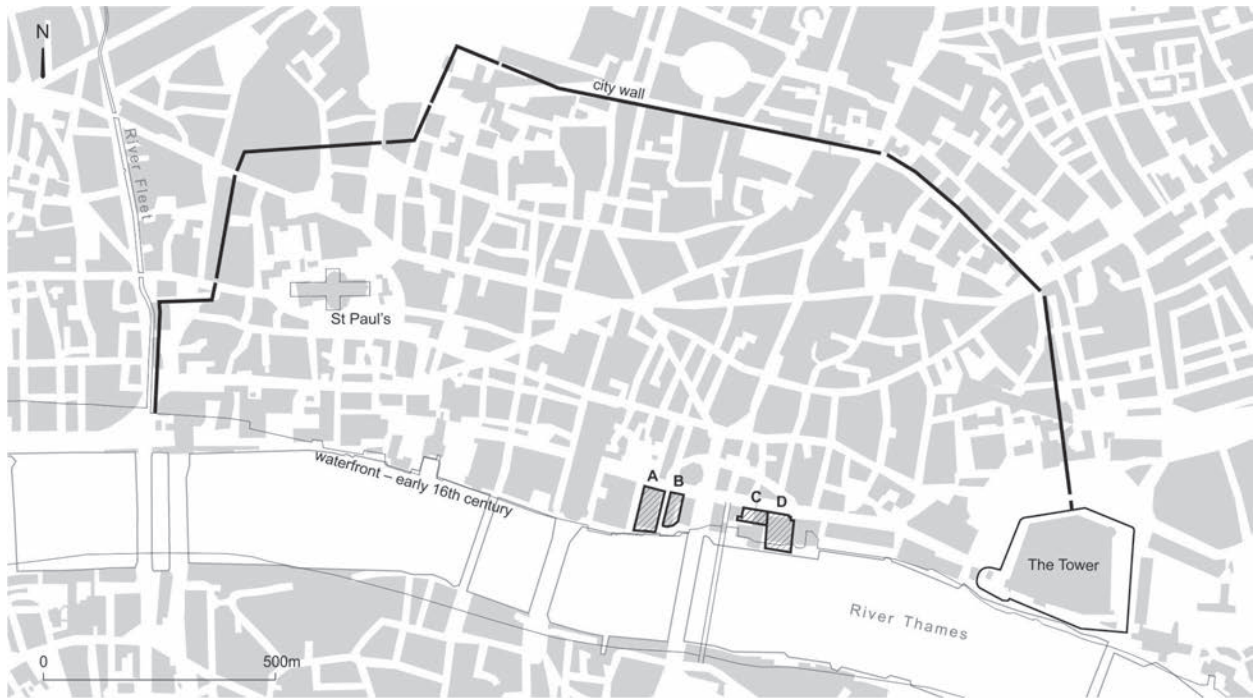 N
city wall
River Fleet
St Paul's
waterfront – early 16th century
A B
C D
The Tower
River Thames
0 500m